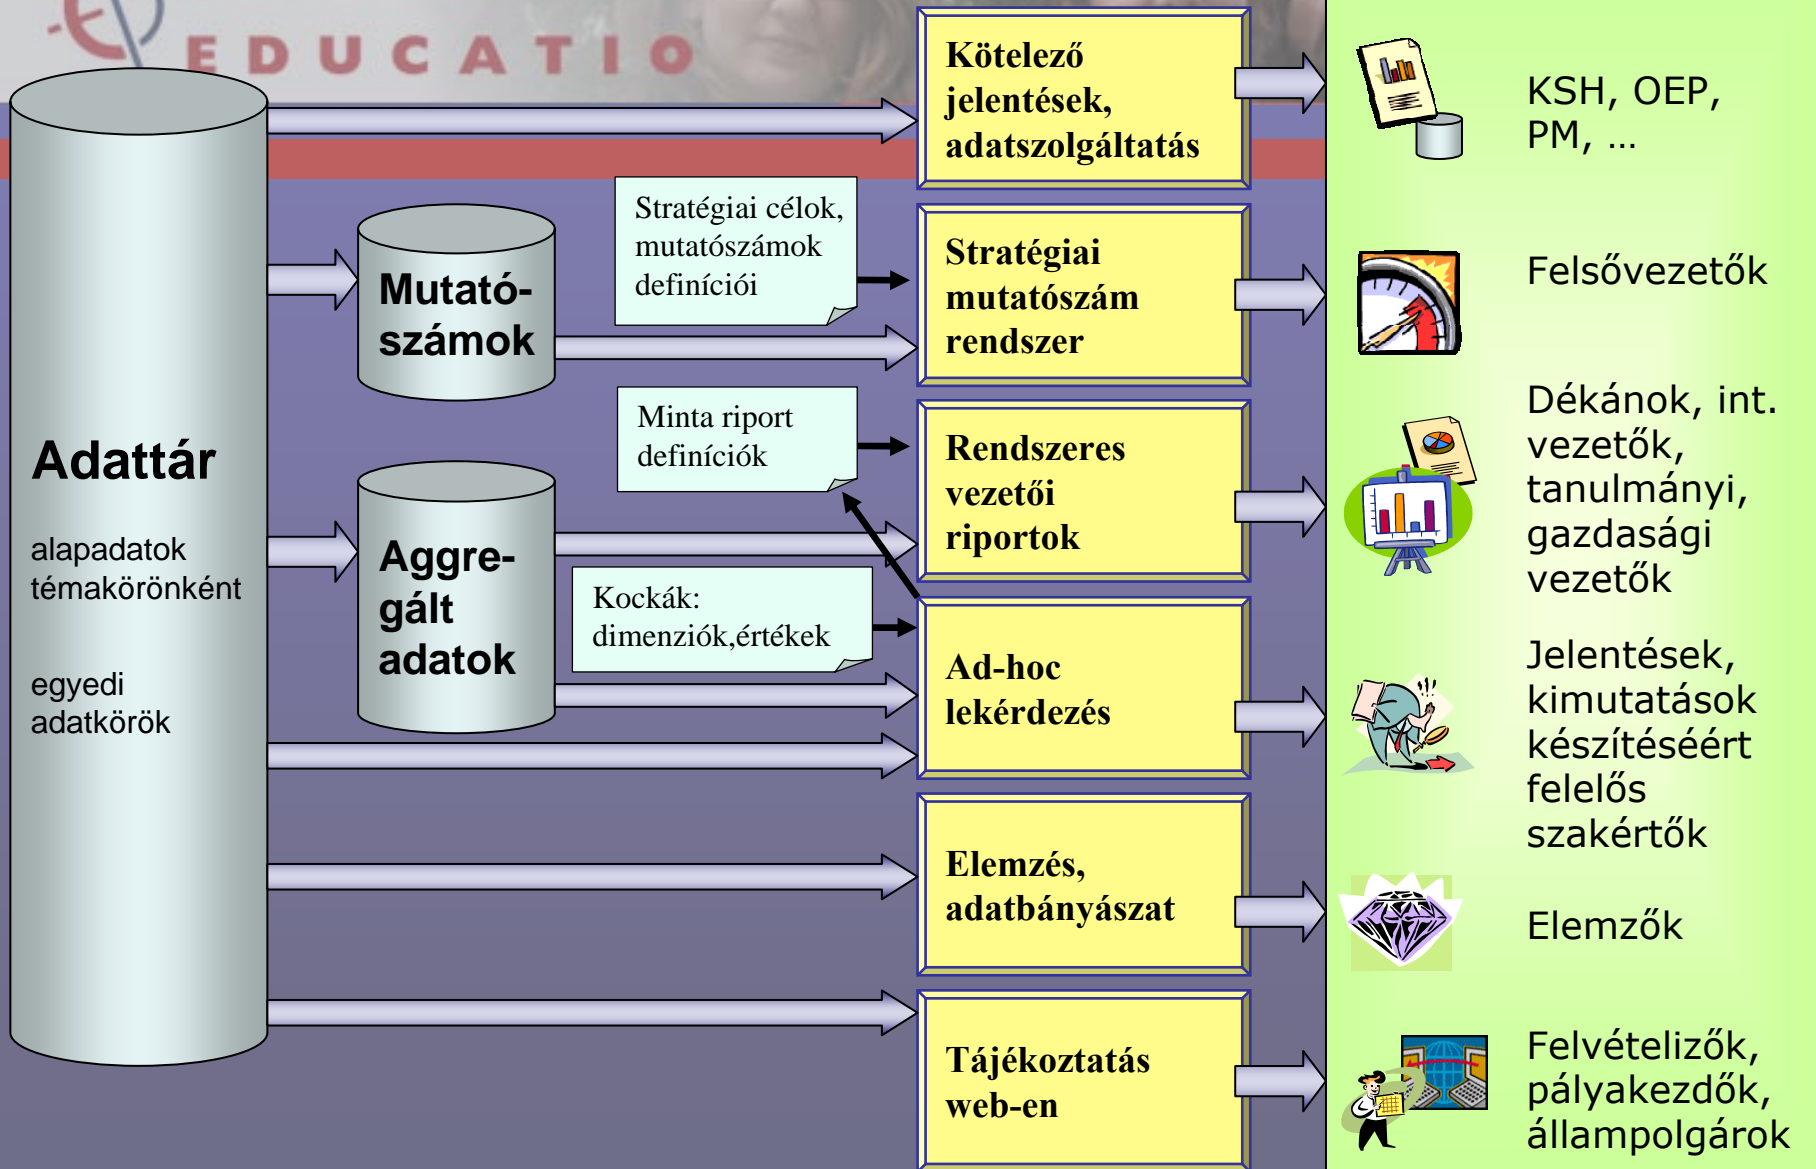 EDUCATIO
Adattár
alapadatok
témakörönként
egyedi
adatkörök
Mutató-
számok
Aggre-
gált
adatok
Stratégiai célok,
mutatószámok
definíciói
Minta riport
definíciók
Kockák:
dimenziók,értékek
Kötelező
jelentések,
adatszolgáltatás
Stratégiai
mutatószám
rendszer
Rendszeres
vezetői
riportok
Ad-hoc
lekérdezés
Elemzés,
adatbányászat
Tájékoztatás
web-en
KSH, OEP,
PM, ...
Felsővezetők
Dékánok, int.
vezetők,
tanulmányi,
gazdasági
vezetők
Jelentések,
kimutatások
készítéséért
felelős
szakértők
Elemzők
Felvételizők,
pályakezdők,
állampolgárok